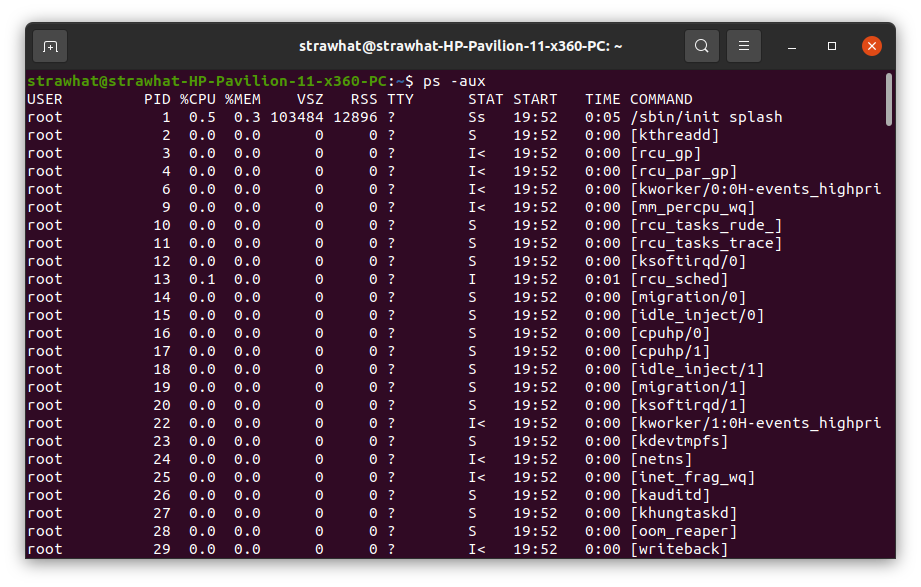 strawhat@strawhat-HP-Pavilion-11-x360-PC: ~
strawhat@strawhat-HP-Pavilion-11-x360-PC:~$ ps -aux
USER         PID %CPU %MEM    VSZ   RSS TTY      STAT START   TIME COMMAND
root           1  0.5  0.3 103484 12896 ?        Ss   19:52   0:05 /sbin/init splash
root           2  0.0  0.0      0     0 ?        S    19:52   0:00 [kthreadd]
root           3  0.0  0.0      0     0 ?        I<   19:52   0:00 [rcu_gp]
root           4  0.0  0.0      0     0 ?        I<   19:52   0:00 [rcu_par_gp]
root           6  0.0  0.0      0     0 ?        I<   19:52   0:00 [kworker/0:0H-events_highpri
root           9  0.0  0.0      0     0 ?        I<   19:52   0:00 [mm_percpu_wq]
root          10  0.0  0.0      0     0 ?        S    19:52   0:00 [rcu_tasks_rude_]
root          11  0.0  0.0      0     0 ?        S    19:52   0:00 [rcu_tasks_trace]
root          12  0.0  0.0      0     0 ?        S    19:52   0:00 [ksoftirqd/0]
root          13  0.1  0.0      0     0 ?        I    19:52   0:01 [rcu_sched]
root          14  0.0  0.0      0     0 ?        S    19:52   0:00 [migration/0]
root          15  0.0  0.0      0     0 ?        S    19:52   0:00 [idle_inject/0]
root          16  0.0  0.0      0     0 ?        S    19:52   0:00 [cpuhp/0]
root          17  0.0  0.0      0     0 ?        S    19:52   0:00 [cpuhp/1]
root          18  0.0  0.0      0     0 ?        S    19:52   0:00 [idle_inject/1]
root          19  0.0  0.0      0     0 ?        S    19:52   0:00 [migration/1]
root          20  0.0  0.0      0     0 ?        S    19:52   0:00 [ksoftirqd/1]
root          22  0.0  0.0      0     0 ?        I<   19:52   0:00 [kworker/1:0H-events_highpri
root          23  0.0  0.0      0     0 ?        S    19:52   0:00 [kdevtmpfs]
root          24  0.0  0.0      0     0 ?        I<   19:52   0:00 [netns]
root          25  0.0  0.0      0     0 ?        I<   19:52   0:00 [inet_frag_wq]
root          26  0.0  0.0      0     0 ?        S    19:52   0:00 [kauditd]
root          27  0.0  0.0      0     0 ?        S    19:52   0:00 [khungtaskd]
root          28  0.0  0.0      0     0 ?        S    19:52   0:00 [oom_reaper]
root          29  0.0  0.0      0     0 ?        I<   19:52   0:00 [writeback]